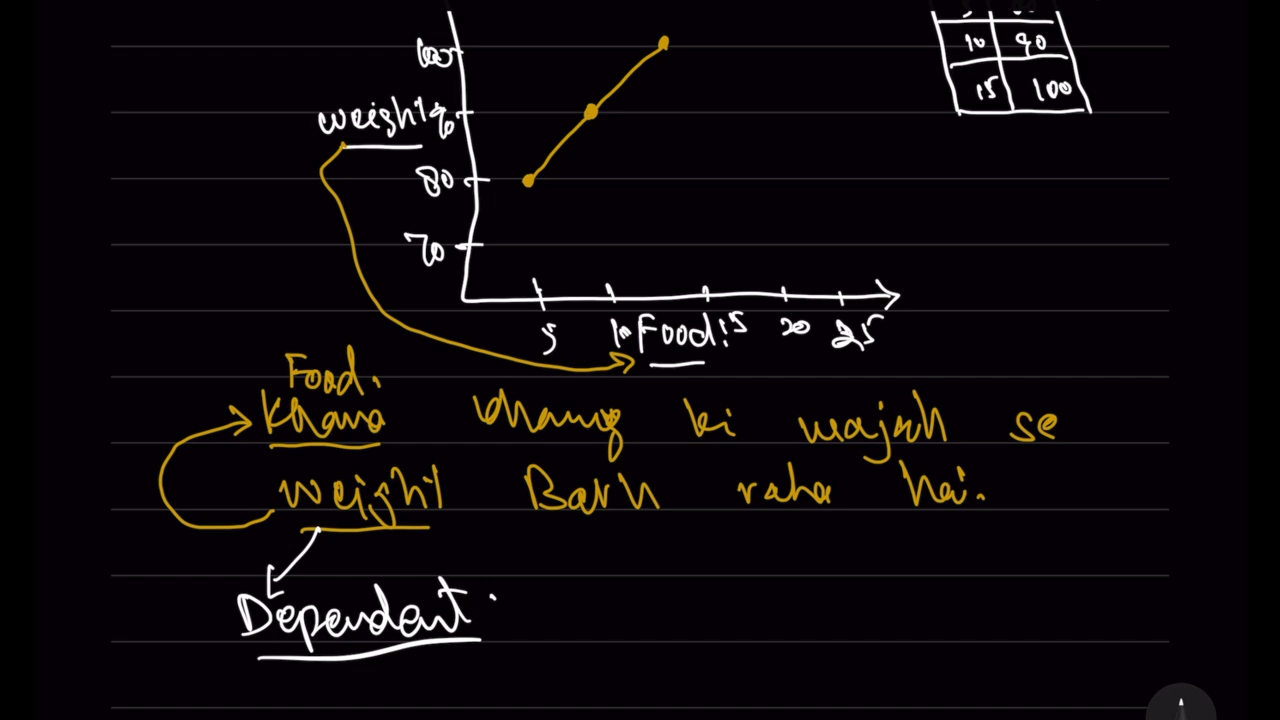 10 90
100
15 100
weight 90
80
70
5 10 Food 15 20 25
Food.
Khana khany ki wajah se
weight Barh raha hai.
Dependent.